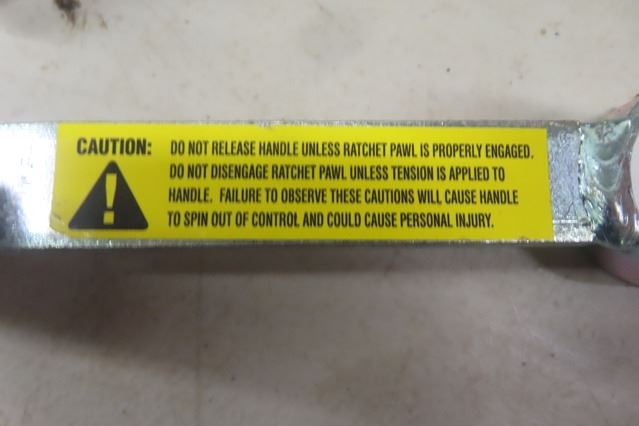 CAUTION: DO NOT RELEASE HANDLE UNLESS RATCHET PAWL IS PROPERLY ENGAGED.
DO NOT DISENGAGE RATCHET PAWL UNLESS TENSION IS APPLIED TO
HANDLE. FAILURE TO OBSERVE THESE CAUTIONS WILL CAUSE HANDLE
TO SPIN OUT OF CONTROL AND COULD CAUSE PERSONAL INJURY.